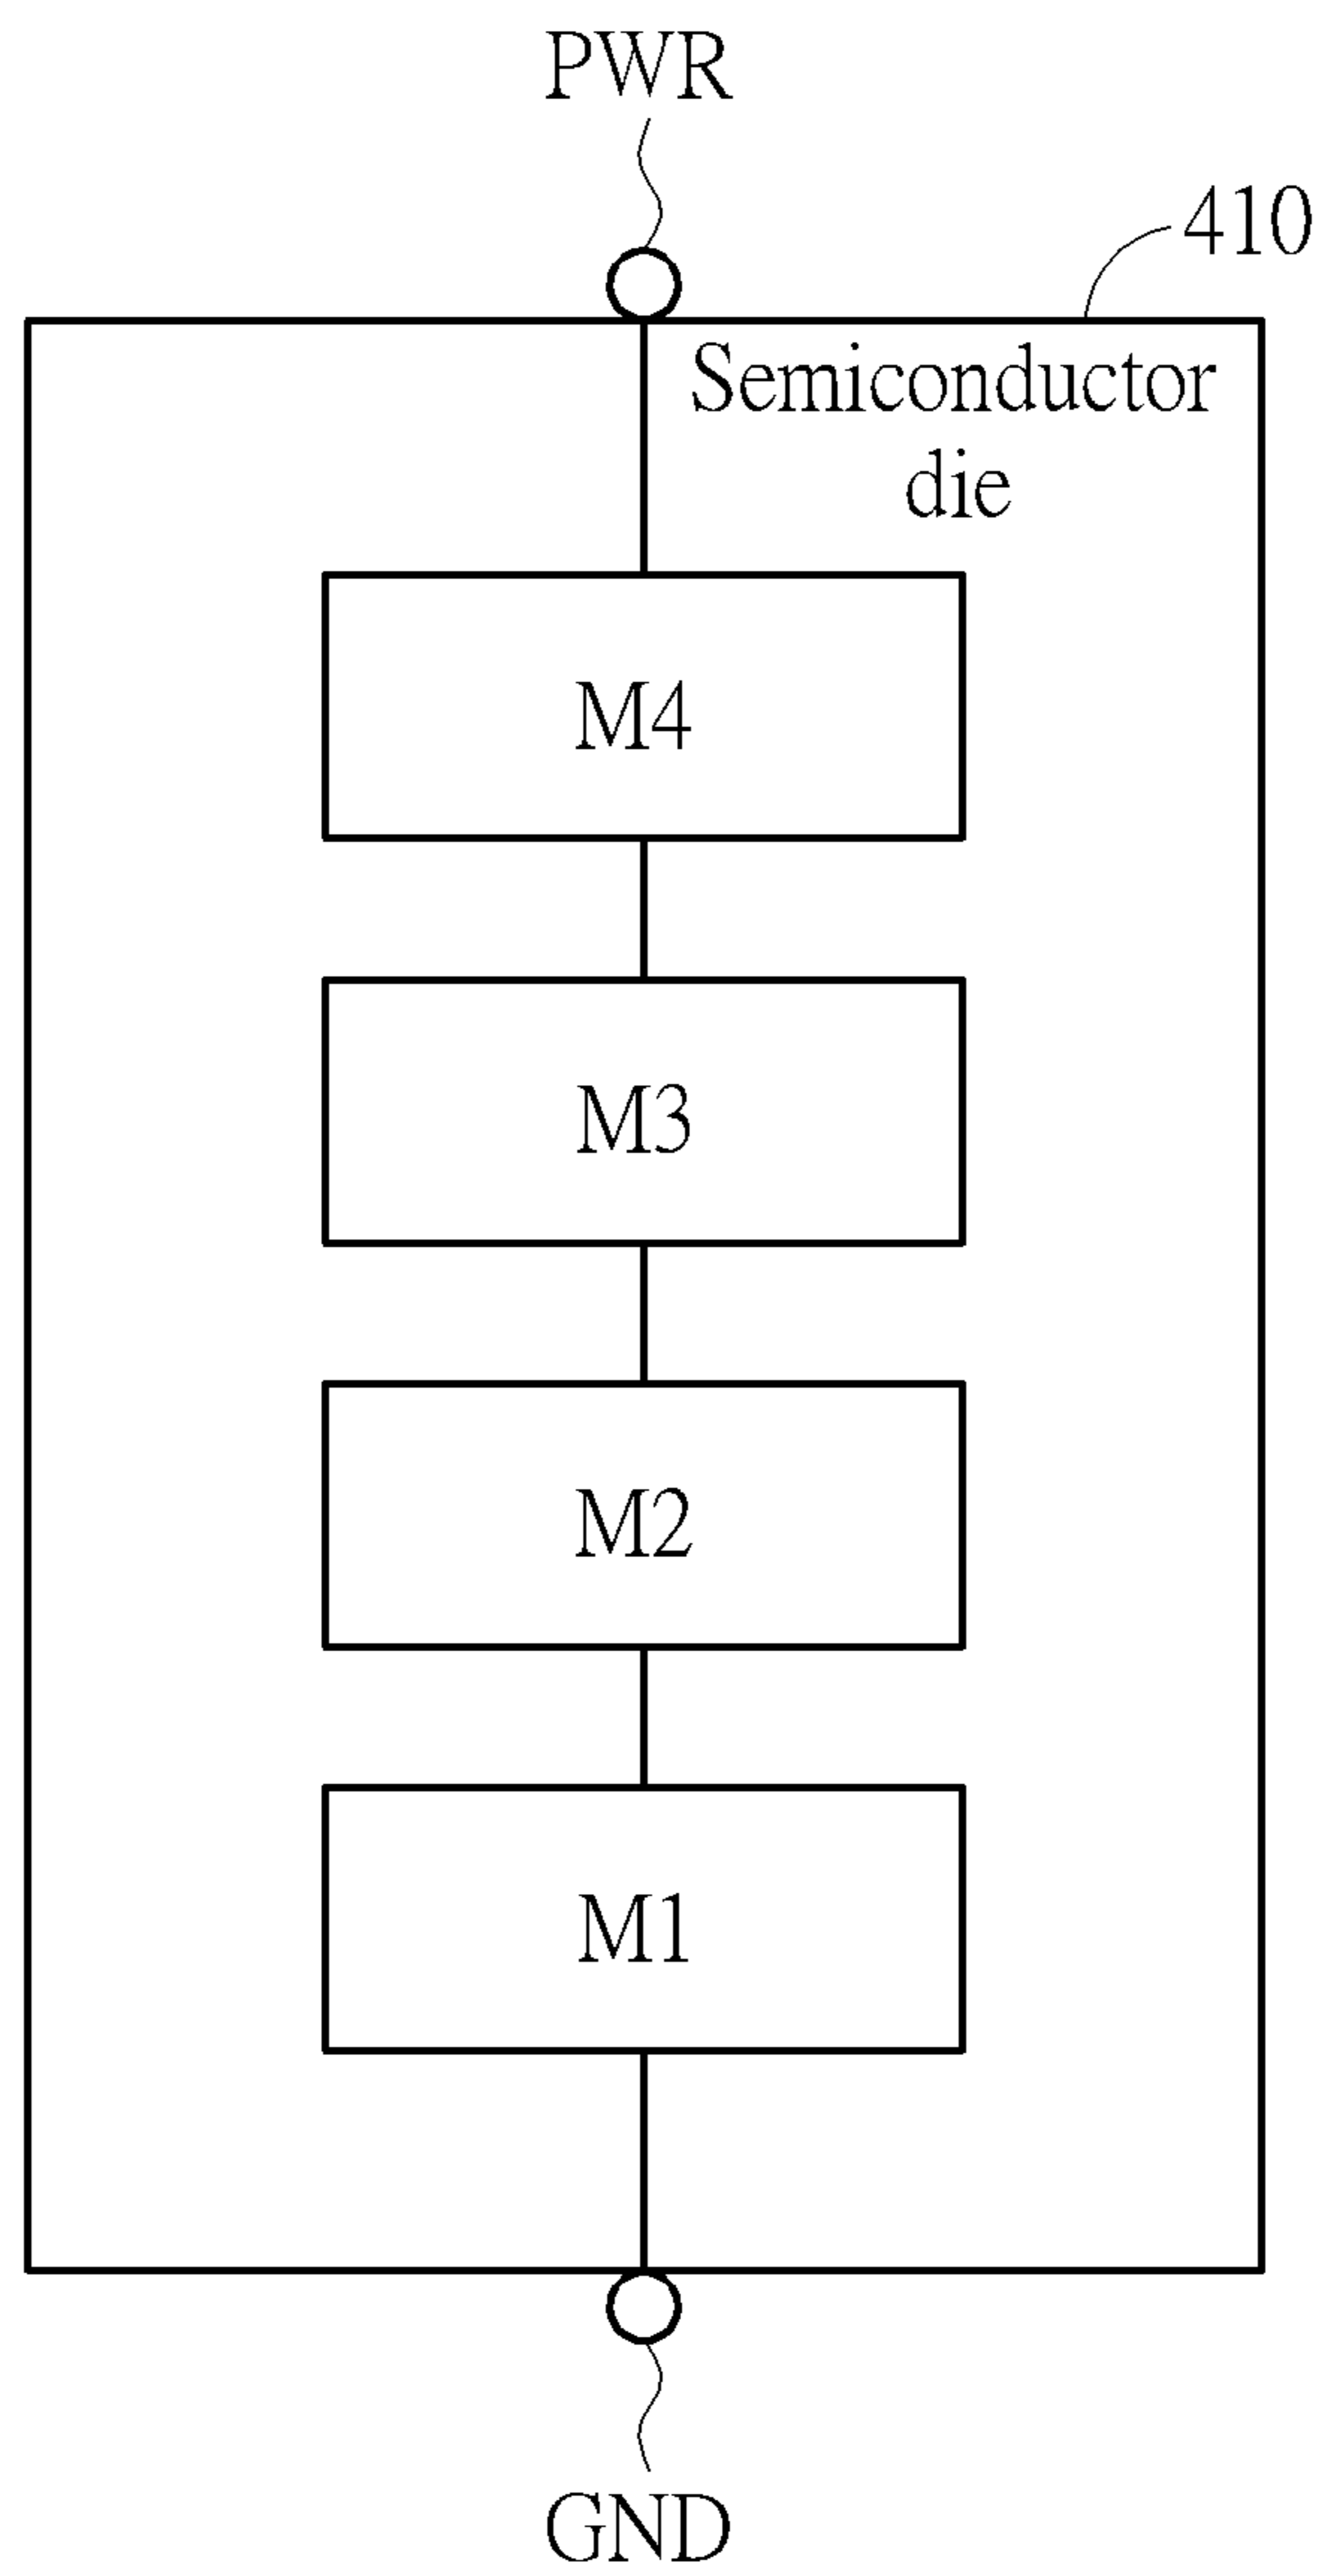 PWR
410
Semiconductor
die
M4
M3
M2
M1
GND